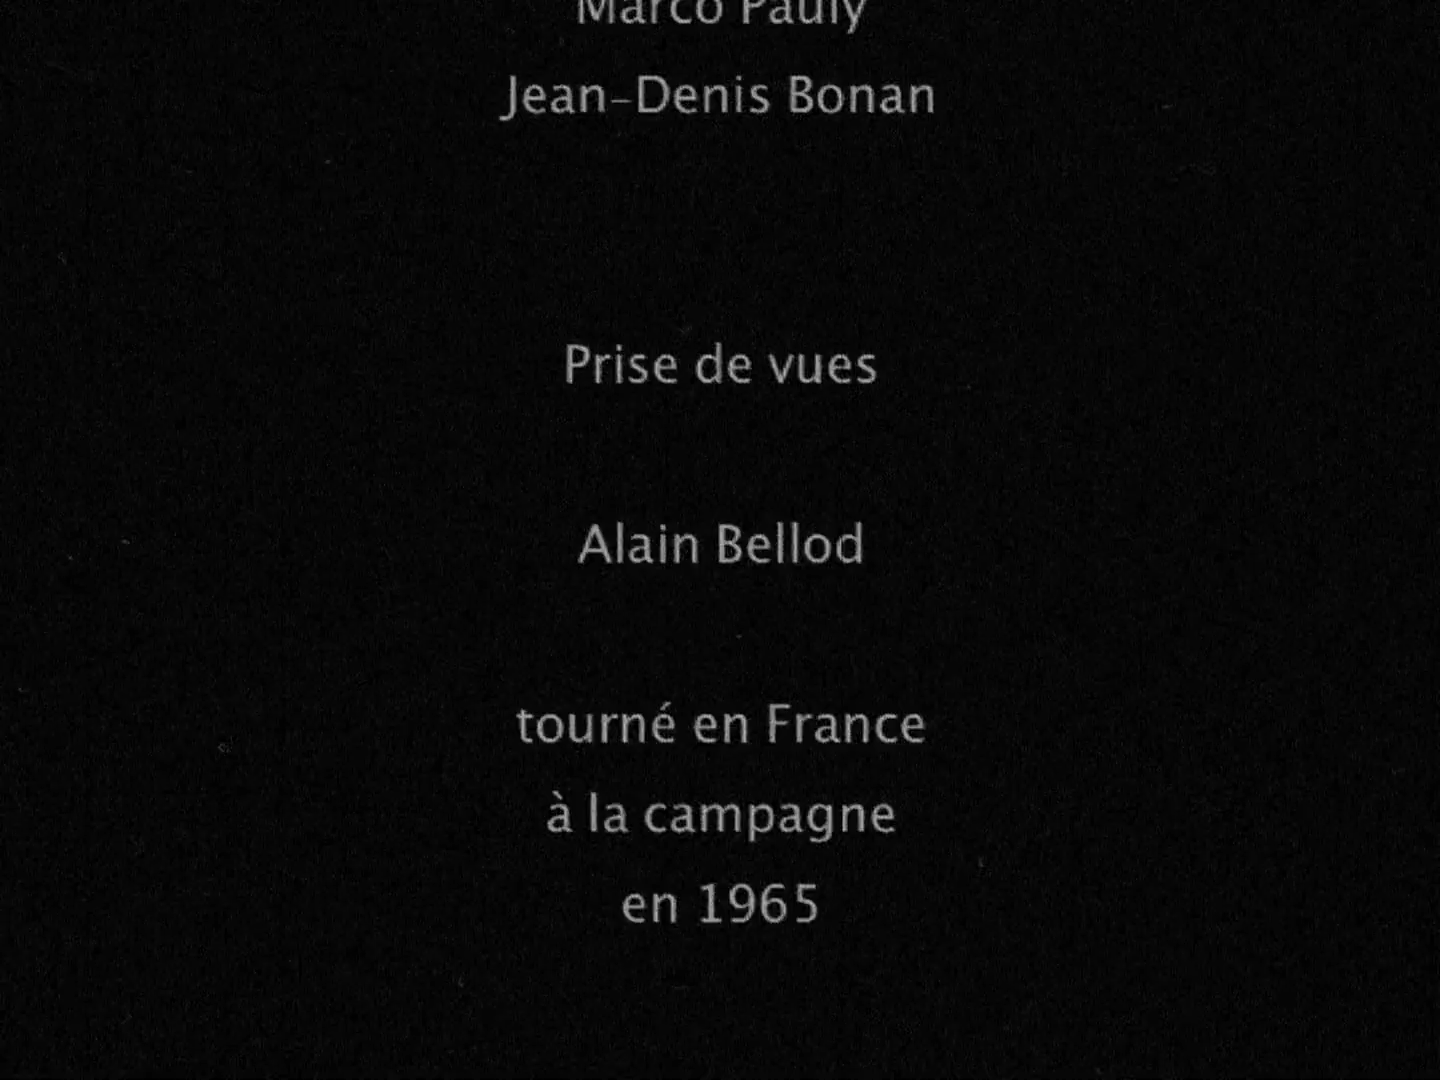 Marco Pauly
Jean-Denis Bonan
Prise de vues
Alain Bellod
tourné en France
à la campagne
en 1965